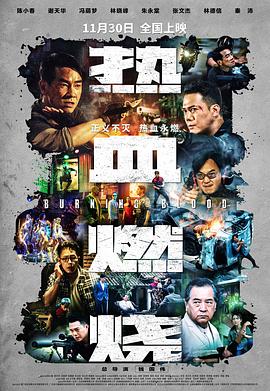 陈小春 谢天华 冯荔梦 林晓峰 朱永棠 张文杰 林德信 秦沛
11月30日 全国上映
热
正义不灭 热血永燃
血
BURNING BLOOD
燃
烧
总导演 钱国伟